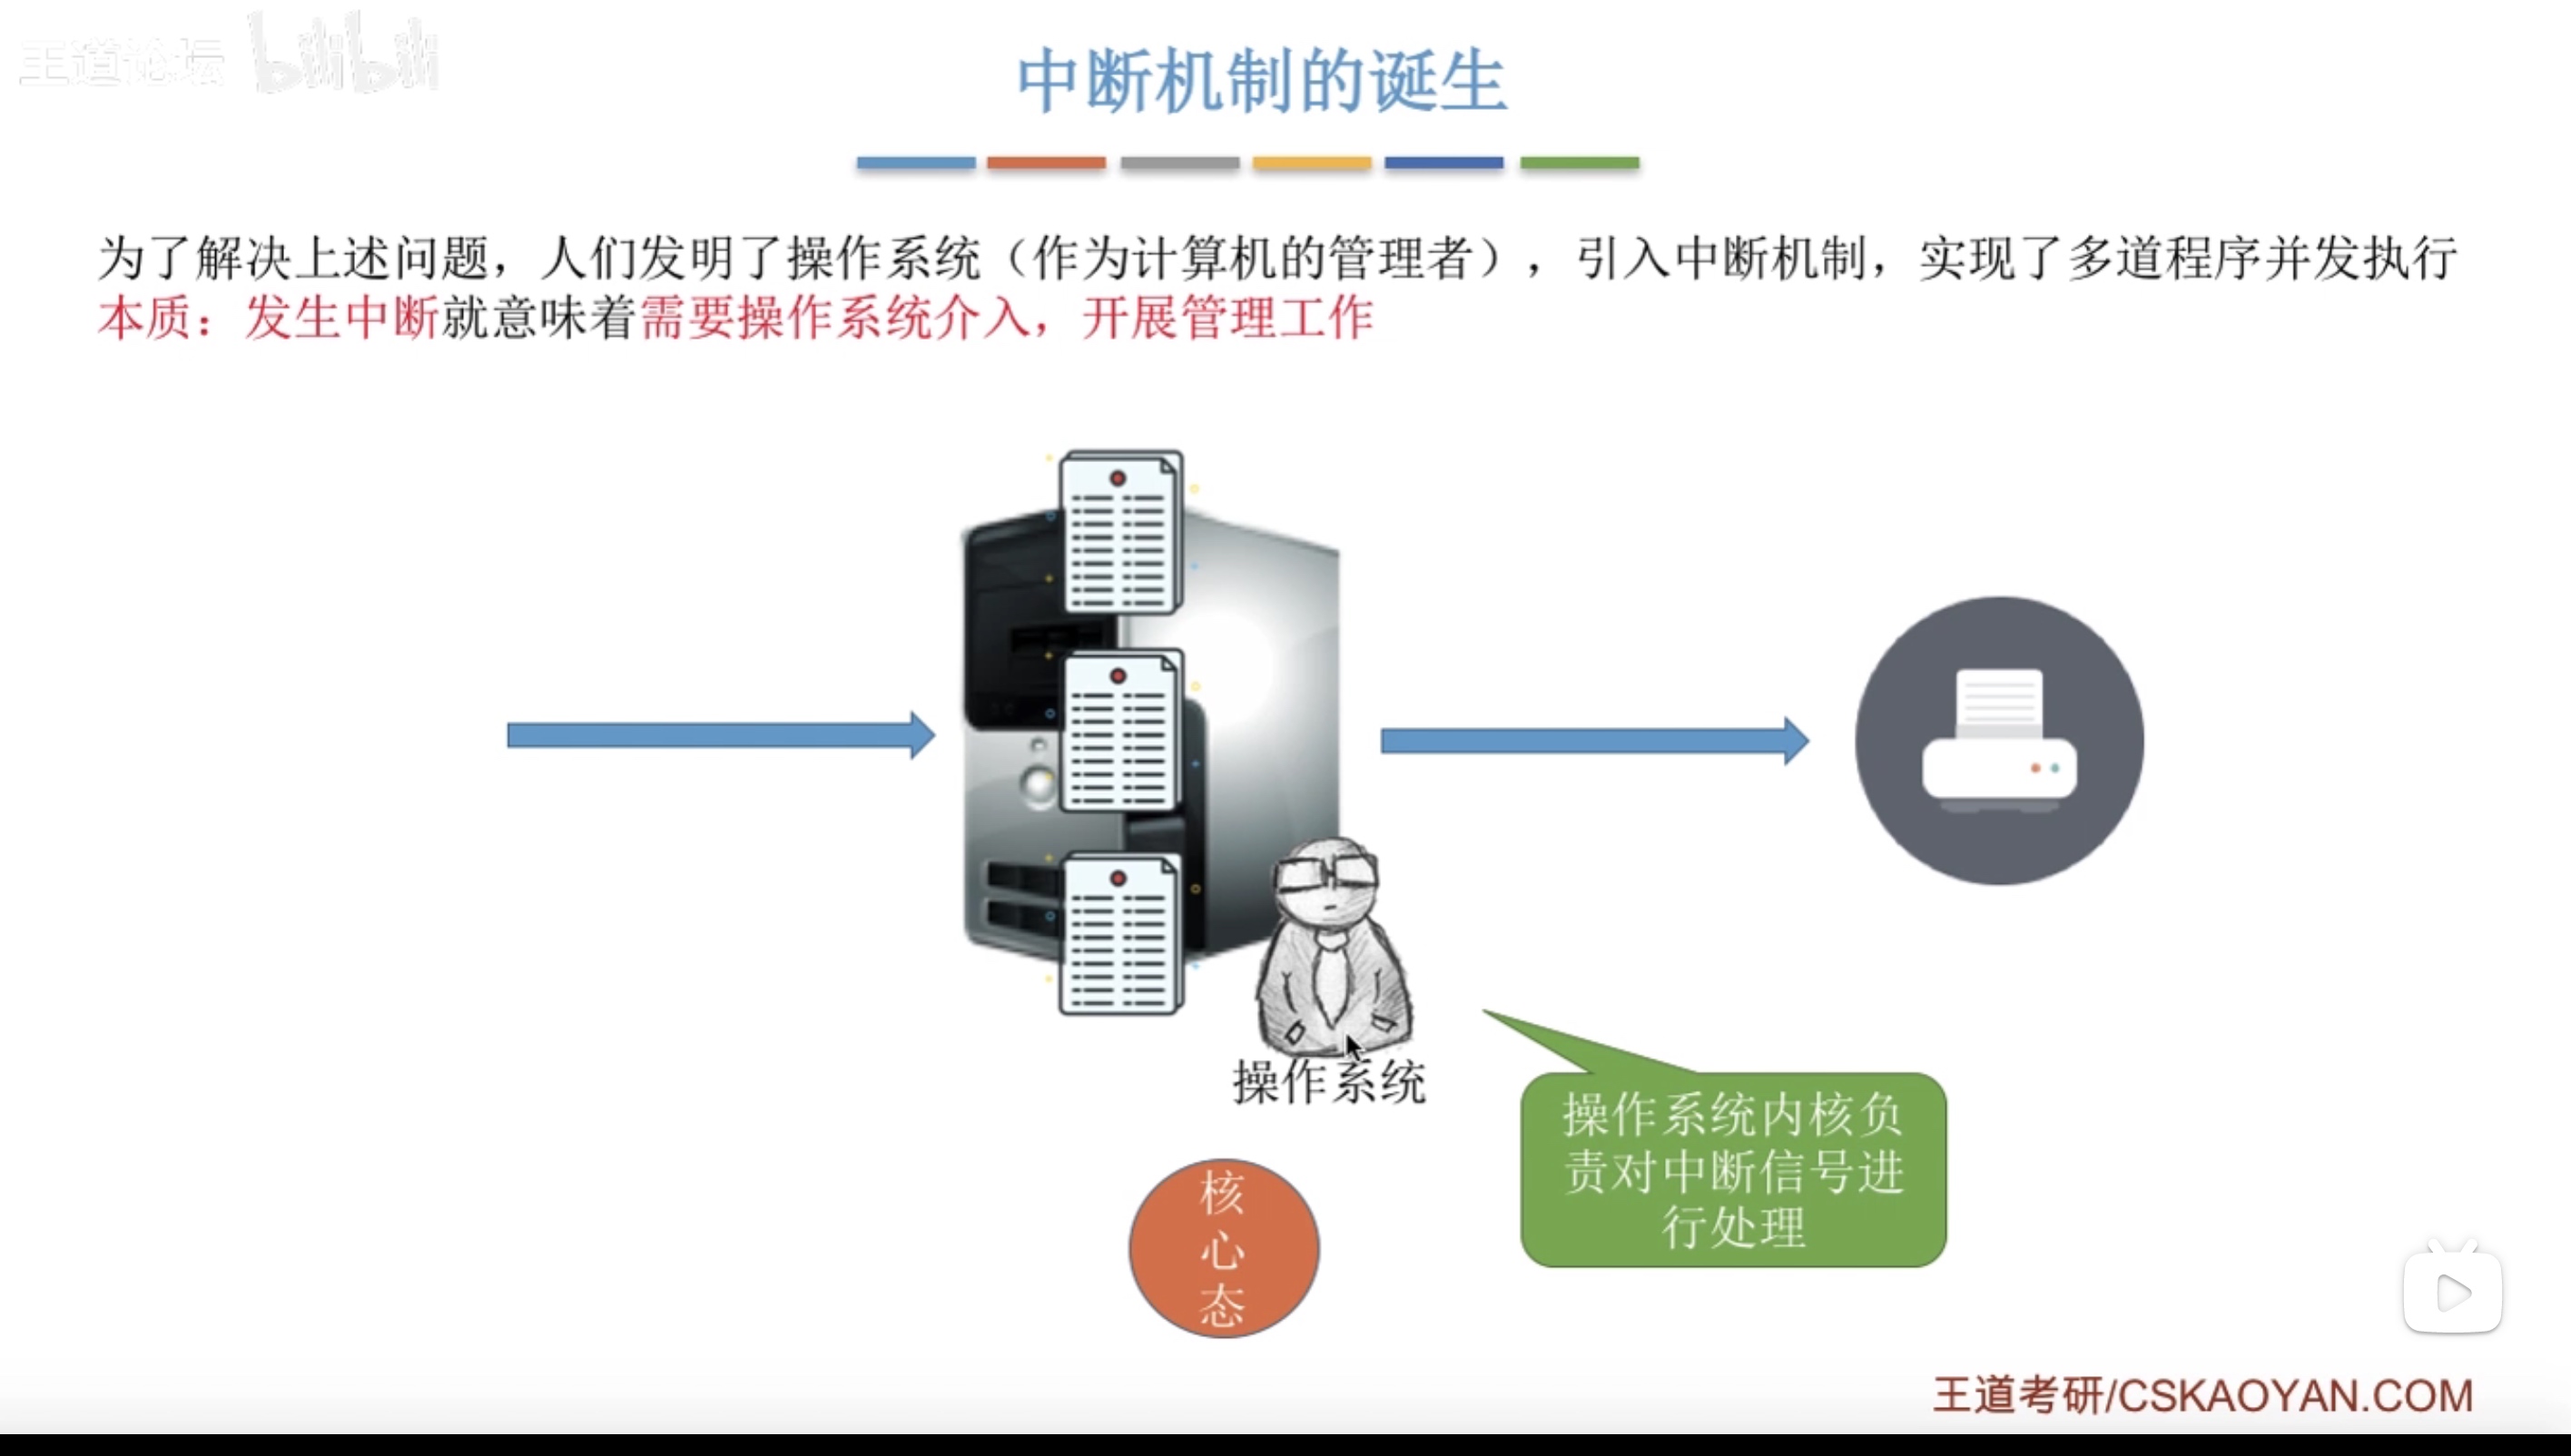 王道论坛 bilibili
中断机制的诞生
为了解决上述问题，人们发明了操作系统（作为计算机的管理者），引入中断机制，实现了多道程序并发执行
本质：发生中断就意味着需要操作系统介入，开展管理工作
操作系统
操作系统内核负
责对中断信号进
行处理
核
心
态
王道考研/CSKAOYAN.COM